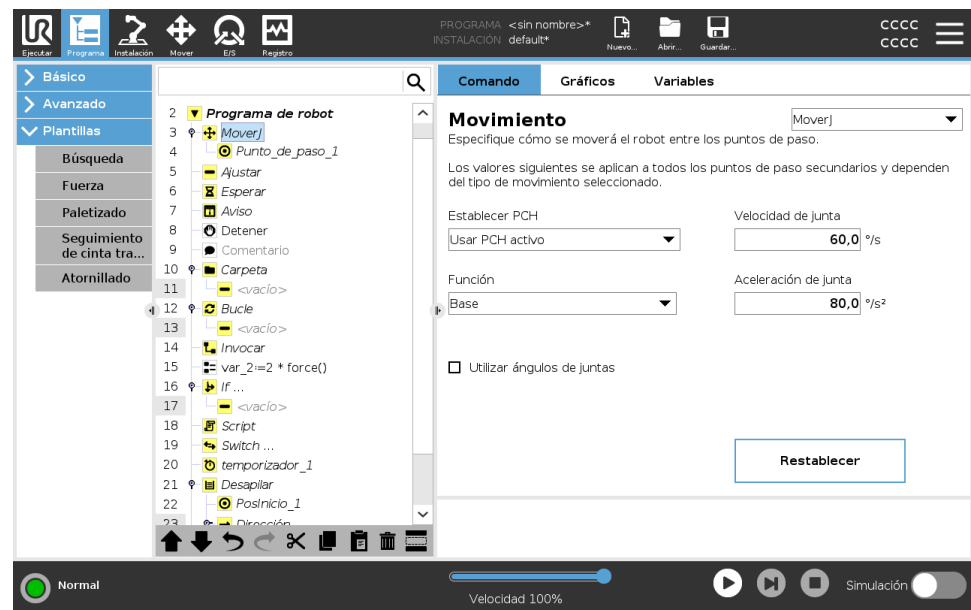 PROGRAMA <sin nombre>*
INSTALACIÓN default*
Ejecutar
Programa
Instalación
Mover
E/S
Registro
Nuevo...
Abrir...
Guardar...
CCCC
CCCC
Básico
Avanzado
Plantillas
Búsqueda
Fuerza
Paletizado
Seguimiento
de cinta tra...
Atornillado
2 Programa de robot
3 MoverJ
4 Punto_de_paso_1
5 Ajustar
6 Esperar
7 Aviso
8 Detener
9 Comentario
10 Carpeta
11 <vacío>
12 Bucle
13 <vacío>
14 Invocar
15 var_2:=2 * force()
16 If ...
17 <vacío>
18 Script
19 Switch ...
20 temporizador_1
21 Desapilar
22 PosInicio_1
23 Dirección
Comando
Gráficos
Variables
Movimiento
MoverJ
Especifique cómo se moverá el robot entre los puntos de paso.
Los valores siguientes se aplican a todos los puntos de paso secundarios y dependen
del tipo de movimiento seleccionado.
Establecer PCH
Velocidad de junta
Usar PCH activo
60,0 °/s
Función
Aceleración de junta
Base
80,0 °/s²
Utilizar ángulos de juntas
Restablecer
Normal
Velocidad 100%
Simulación